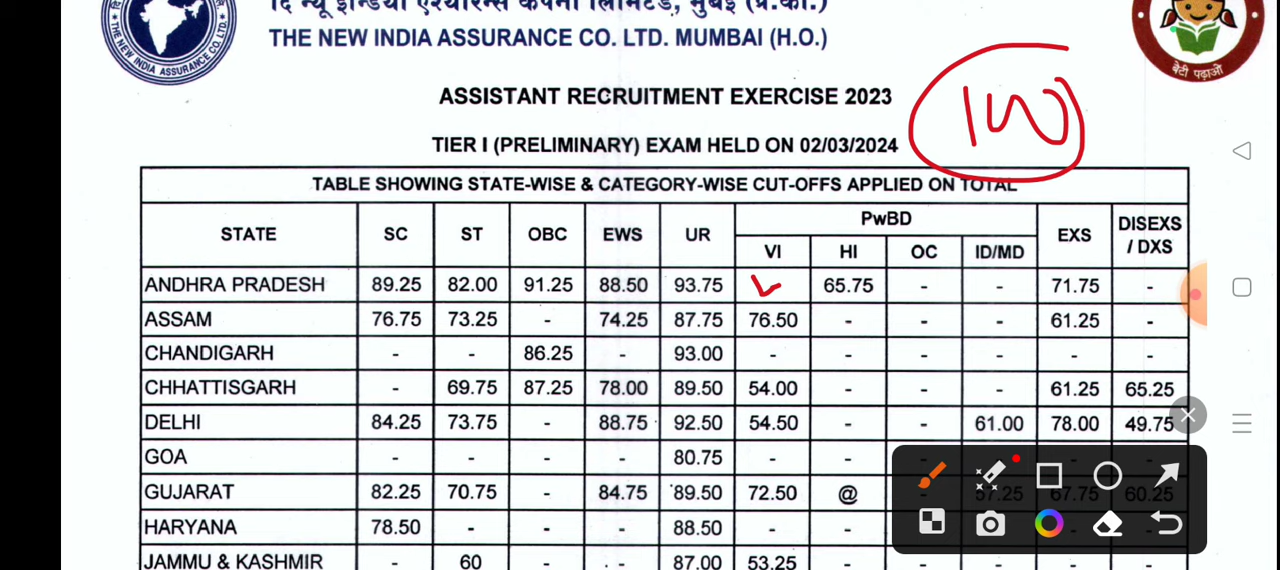 दि न्यू इन्डिया एश्योरेन्स कंपनी लिमिटेड, मुंबई (प्र.का.)
THE NEW INDIA ASSURANCE CO. LTD. MUMBAI (H.O.)
THE NEW INDIA ASSURANCE CO. LTD.
बेटी पढ़ाओ
ASSISTANT RECRUITMENT EXERCISE 2023
100
TIER I (PRELIMINARY) EXAM HELD ON 02/03/2024
TABLE SHOWING STATE-WISE & CATEGORY-WISE CUT-OFFS APPLIED ON TOTAL
STATE SC ST OBC EWS UR PwBD EXS DISEXS / DXS
VI HI OC ID/MD
ANDHRA PRADESH 89.25 82.00 91.25 88.50 93.75 65.75 - - 71.75 -
ASSAM 76.75 73.25 - 74.25 87.75 76.50 - - - 61.25 -
CHANDIGARH - - 86.25 - 93.00 - - - - - -
CHHATTISGARH - 69.75 87.25 78.00 89.50 54.00 - - - 61.25 65.25
DELHI 84.25 73.75 - 88.75 92.50 54.50 - - 61.00 78.00 49.75
GOA - - - - 80.75 - - - - - -
GUJARAT 82.25 70.75 - 84.75 89.50 72.50 @ - 57.25 67.75 60.25
HARYANA 78.50 - - - 88.50 - - -
JAMMU & KASHMIR - 60 - - 87.00 53.25 - - - - -